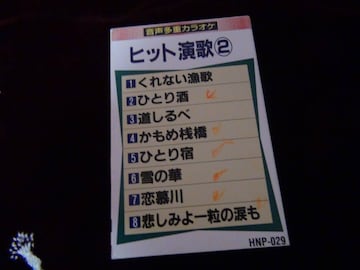 音声多重カラオケ
ヒット演歌②
1 くれない漁歌
2 ひとり酒
3 道しるべ
4 かもめ桟橋
5 ひとり宿
6 雪の華
7 恋慕川
8 悲しみよ一粒の涙も
HNP-029